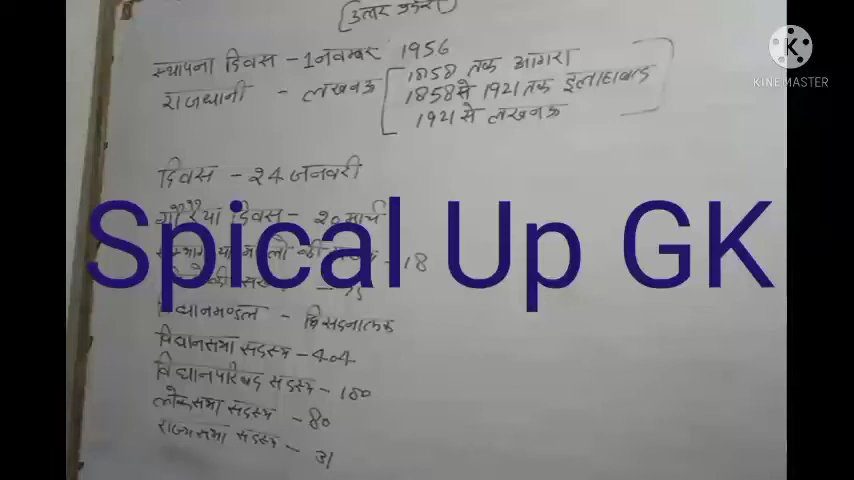 (उत्तर प्रदेश)
स्थापना दिवस - 1 नवम्बर 1956
राजधानी - लखनऊ
1858 तक आगरा
1858 से 1921 तक इलाहाबाद
1921 से लखनऊ
दिवस - 24 जनवरी
गौरैया दिवस - 20 मार्च
- 18
विधानमण्डल - द्विसदनात्मक
विधानसभा सदस्य - 404
विधानपरिषद सदस्य - 100
लोकसभा सदस्य - 80
राज्यसभा सदस्य - 31
Spical Up GK
KINEMASTER